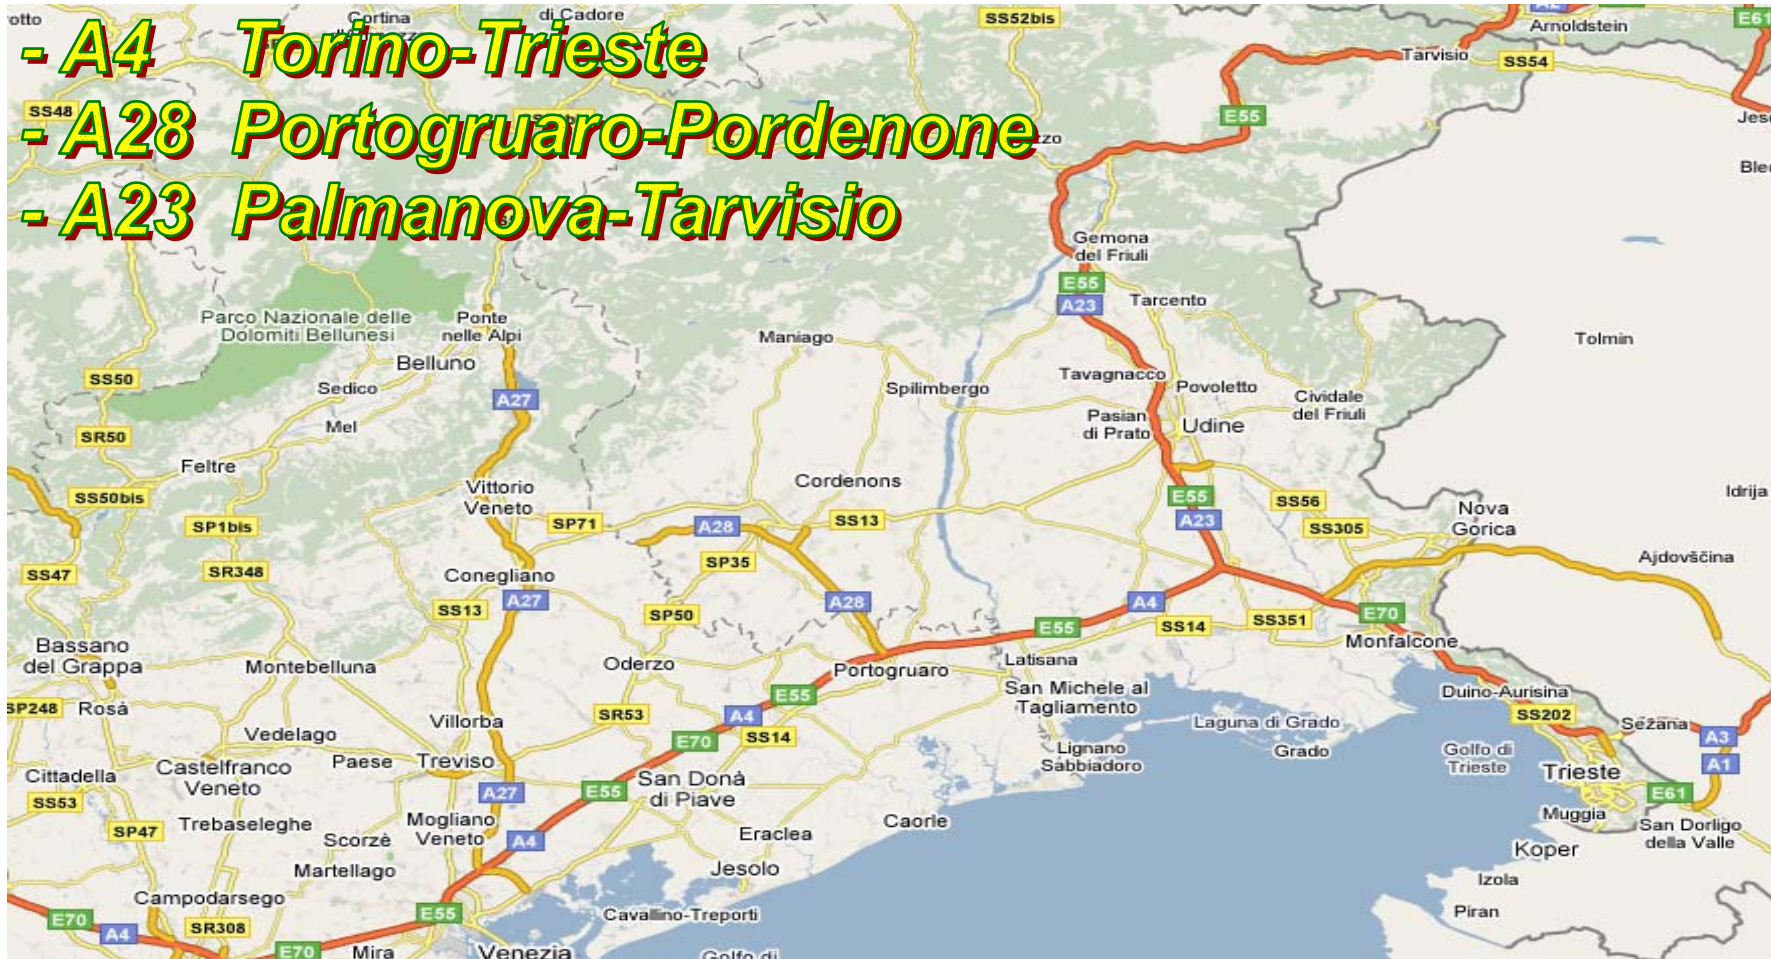 - A4 Torino-Trieste
- A28 Portogruaro-Pordenone
- A23 Palmanova-Tarvisio
Cortina
di Cadore
SS52bis
A2
E61
Arnoldstein
Tarvisio
SS54
SS48
E55
Gemona
del Friuli
E55
A23
Tarcento
Parco Nazionale delle
Dolomiti Bellunesi
Ponte
nelle Alpi
Maniago
Tolmin
Belluno
SS50
Sedico
A27
Spilimbergo
Tavagnacco
Povoletto
Cividale
del Friuli
Mel
SR50
Pasian
di Prato
Udine
Feltre
SS50bis
Vittorio
Veneto
Cordenons
E55
A23
SS56
Idrija
SP1bis
SP71
A28
SS13
SS305
Nova
Gorica
SS47
SR348
SP35
Ajdovščina
Conegliano
A27
SS13
SP50
A28
A4
E70
E55
SS14
SS351
Bassano
del Grappa
Montebelluna
Oderzo
Portogruaro
Latisana
Monfalcone
San Michele al
Tagliamento
Duino-Aurisina
SP248
Rosà
Villorba
SR53
E55
A4
SS14
E70
Laguna di Grado
Grado
SS202
Sežana
A3
A1
Vedelago
Paese
Treviso
Lignano
Sabbiadoro
Golfo di
Trieste
Cittadella
SS53
Castelfranco
Veneto
San Donà
di Piave
E55
A27
Trieste
E61
SP47
Trebaseleghe
Scorzè
Mogliano
Veneto
A4
Eraclea
Caorle
Muggia
San Dorligo
della Valle
Martellago
Jesolo
Koper
Izola
Campodarsego
Cavallino-Treporti
Piran
E70
A4
SR308
E55
E70
Mira
Venezia
Golfo di